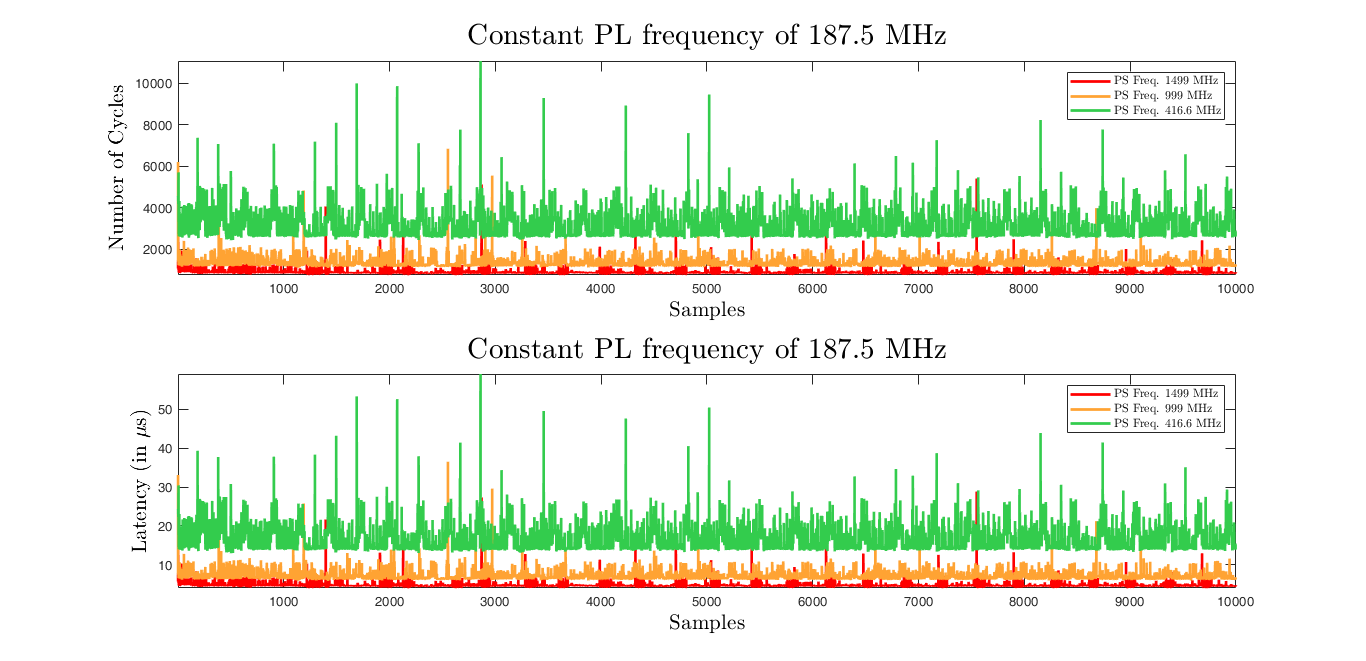 Constant PL frequency of 187.5 MHz
Number of Cycles
10000
8000
6000
4000
2000
PS Freq. 1499 MHz
PS Freq. 999 MHz
PS Freq. 416.6 MHz
1000 2000 3000 4000 5000 6000 7000 8000 9000 10000
Samples
Constant PL frequency of 187.5 MHz
Latency (in μs)
50
40
30
20
10
PS Freq. 1499 MHz
PS Freq. 999 MHz
PS Freq. 416.6 MHz
1000 2000 3000 4000 5000 6000 7000 8000 9000 10000
Samples